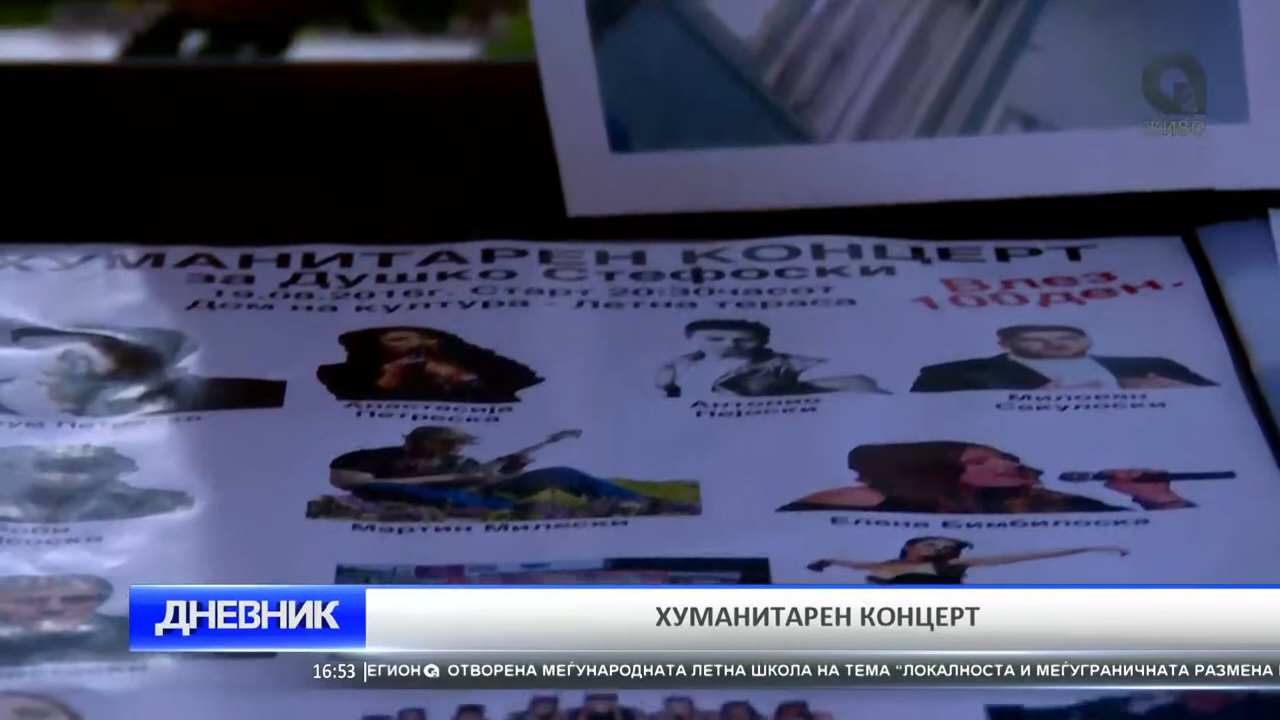 ЖИВО
ХУМАНИТАРЕН КОНЦЕРТ
за Душко Стефоски
19.08.2016г. Старт 20:30часот
Дом на култура - Летна тераса
Влез
100ден.
Анастасија
Петреска
Антонио
Пејоски
Милован
Секулоски
Мартин Милески
Елена Бимбилоска
ДНЕВНИК
ХУМАНИТАРЕН КОНЦЕРТ
16:53
ЕГИОН ОТВОРЕНА МЕЃУНАРОДНАТА ЛЕТНА ШКОЛА НА ТЕМА “ЛОКАЛНОСТА И МЕЃУГРАНИЧНАТА РАЗМЕНА